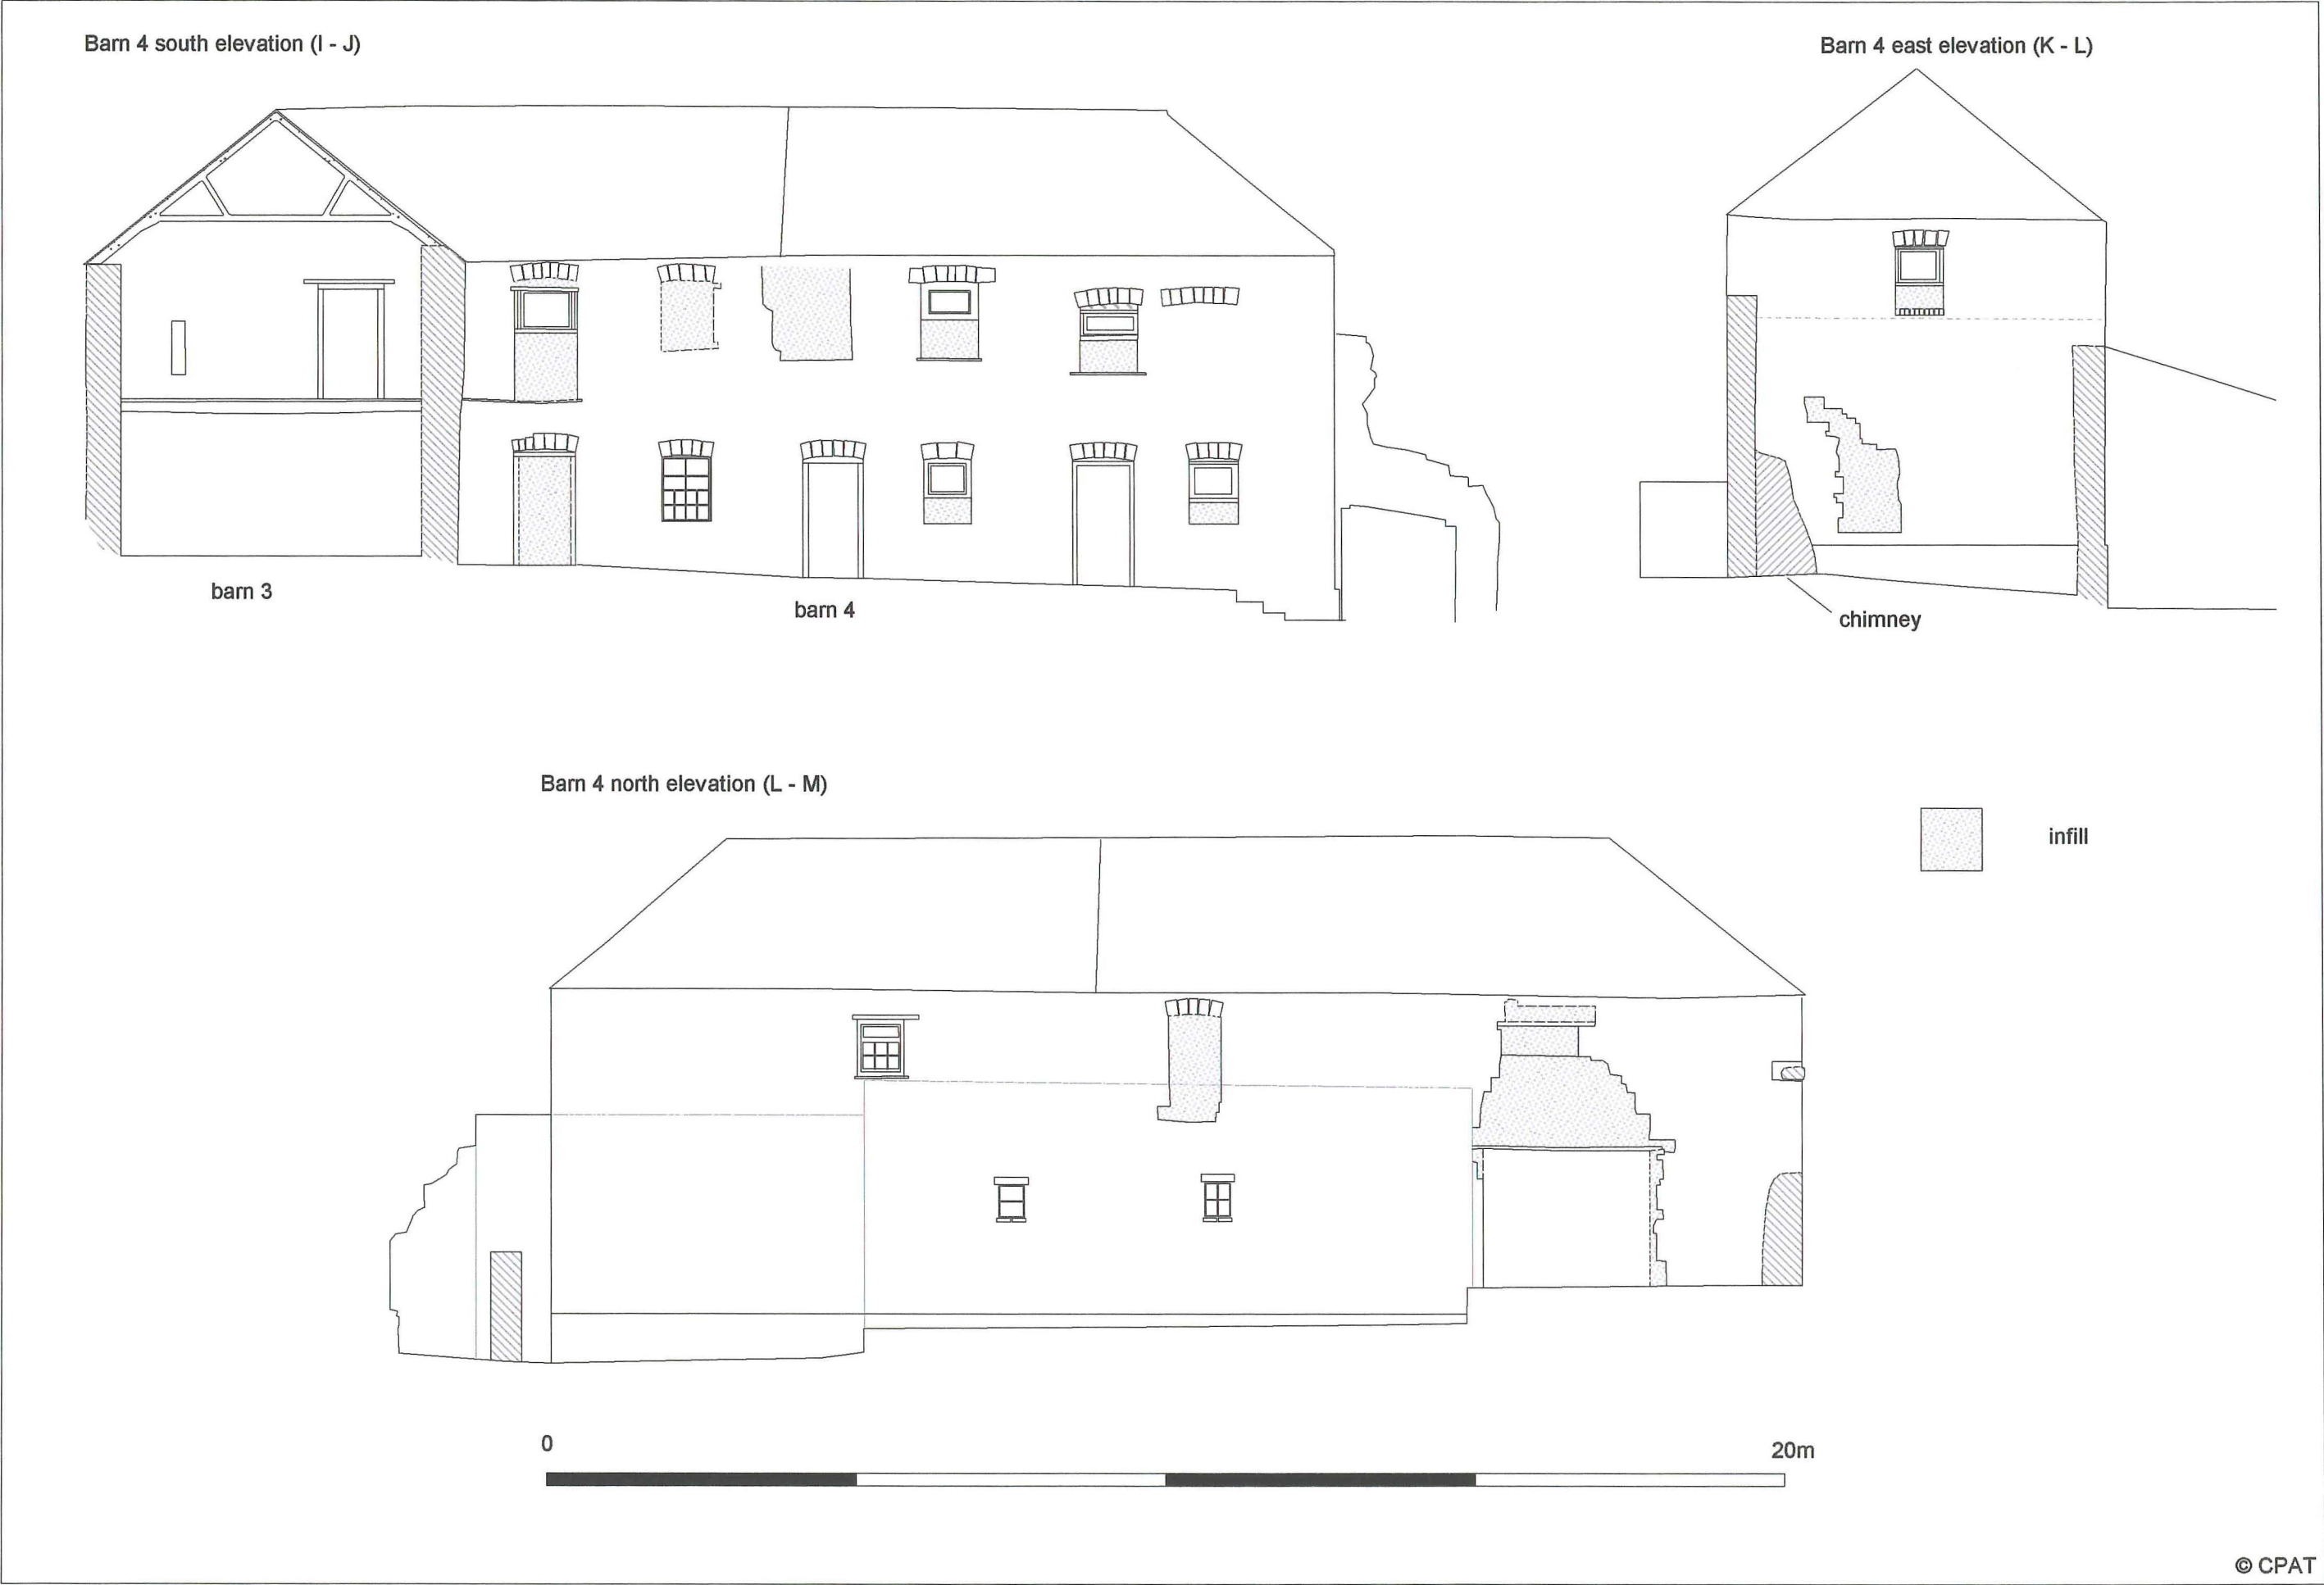 Barn 4 south elevation (I - J)
Barn 4 east elevation (K - L)
barn 3
barn 4
chimney
Barn 4 north elevation (L - M)
infill
0
20m
© CPAT